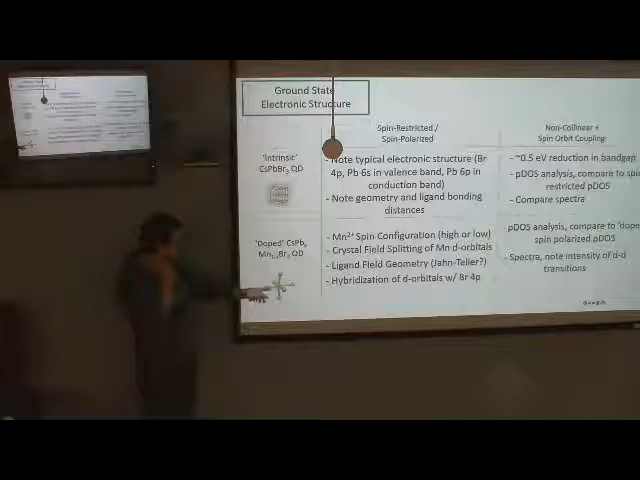 Ground State
Electronic Structure
Spin-Restricted /
Spin-Polarized
Non-Collinear +
Spin Orbit Coupling
'Intrinsic'
CsPbBr₃ QD
- Note typical electronic structure (Br
4p, Pb 6s in valence band, Pb 6p in
conduction band)
- Note geometry and ligand bonding
distances
- ~0.5 eV reduction in bandgap
- pDOS analysis, compare to spin
restricted pDOS
- Compare spectra
'Doped' CsPb
Br₃ QD
- Mn²⁺ Spin Configuration (high or low)
- Crystal Field Splitting of Mn d-orbitals
- Ligand Field Geometry (Jahn-Teller?)
- Hybridization of d-orbitals w/ Br 4p
pDOS analysis, compare to 'dope
spin polarized pDOS
- Spectra, note intensity of d-d
transitions